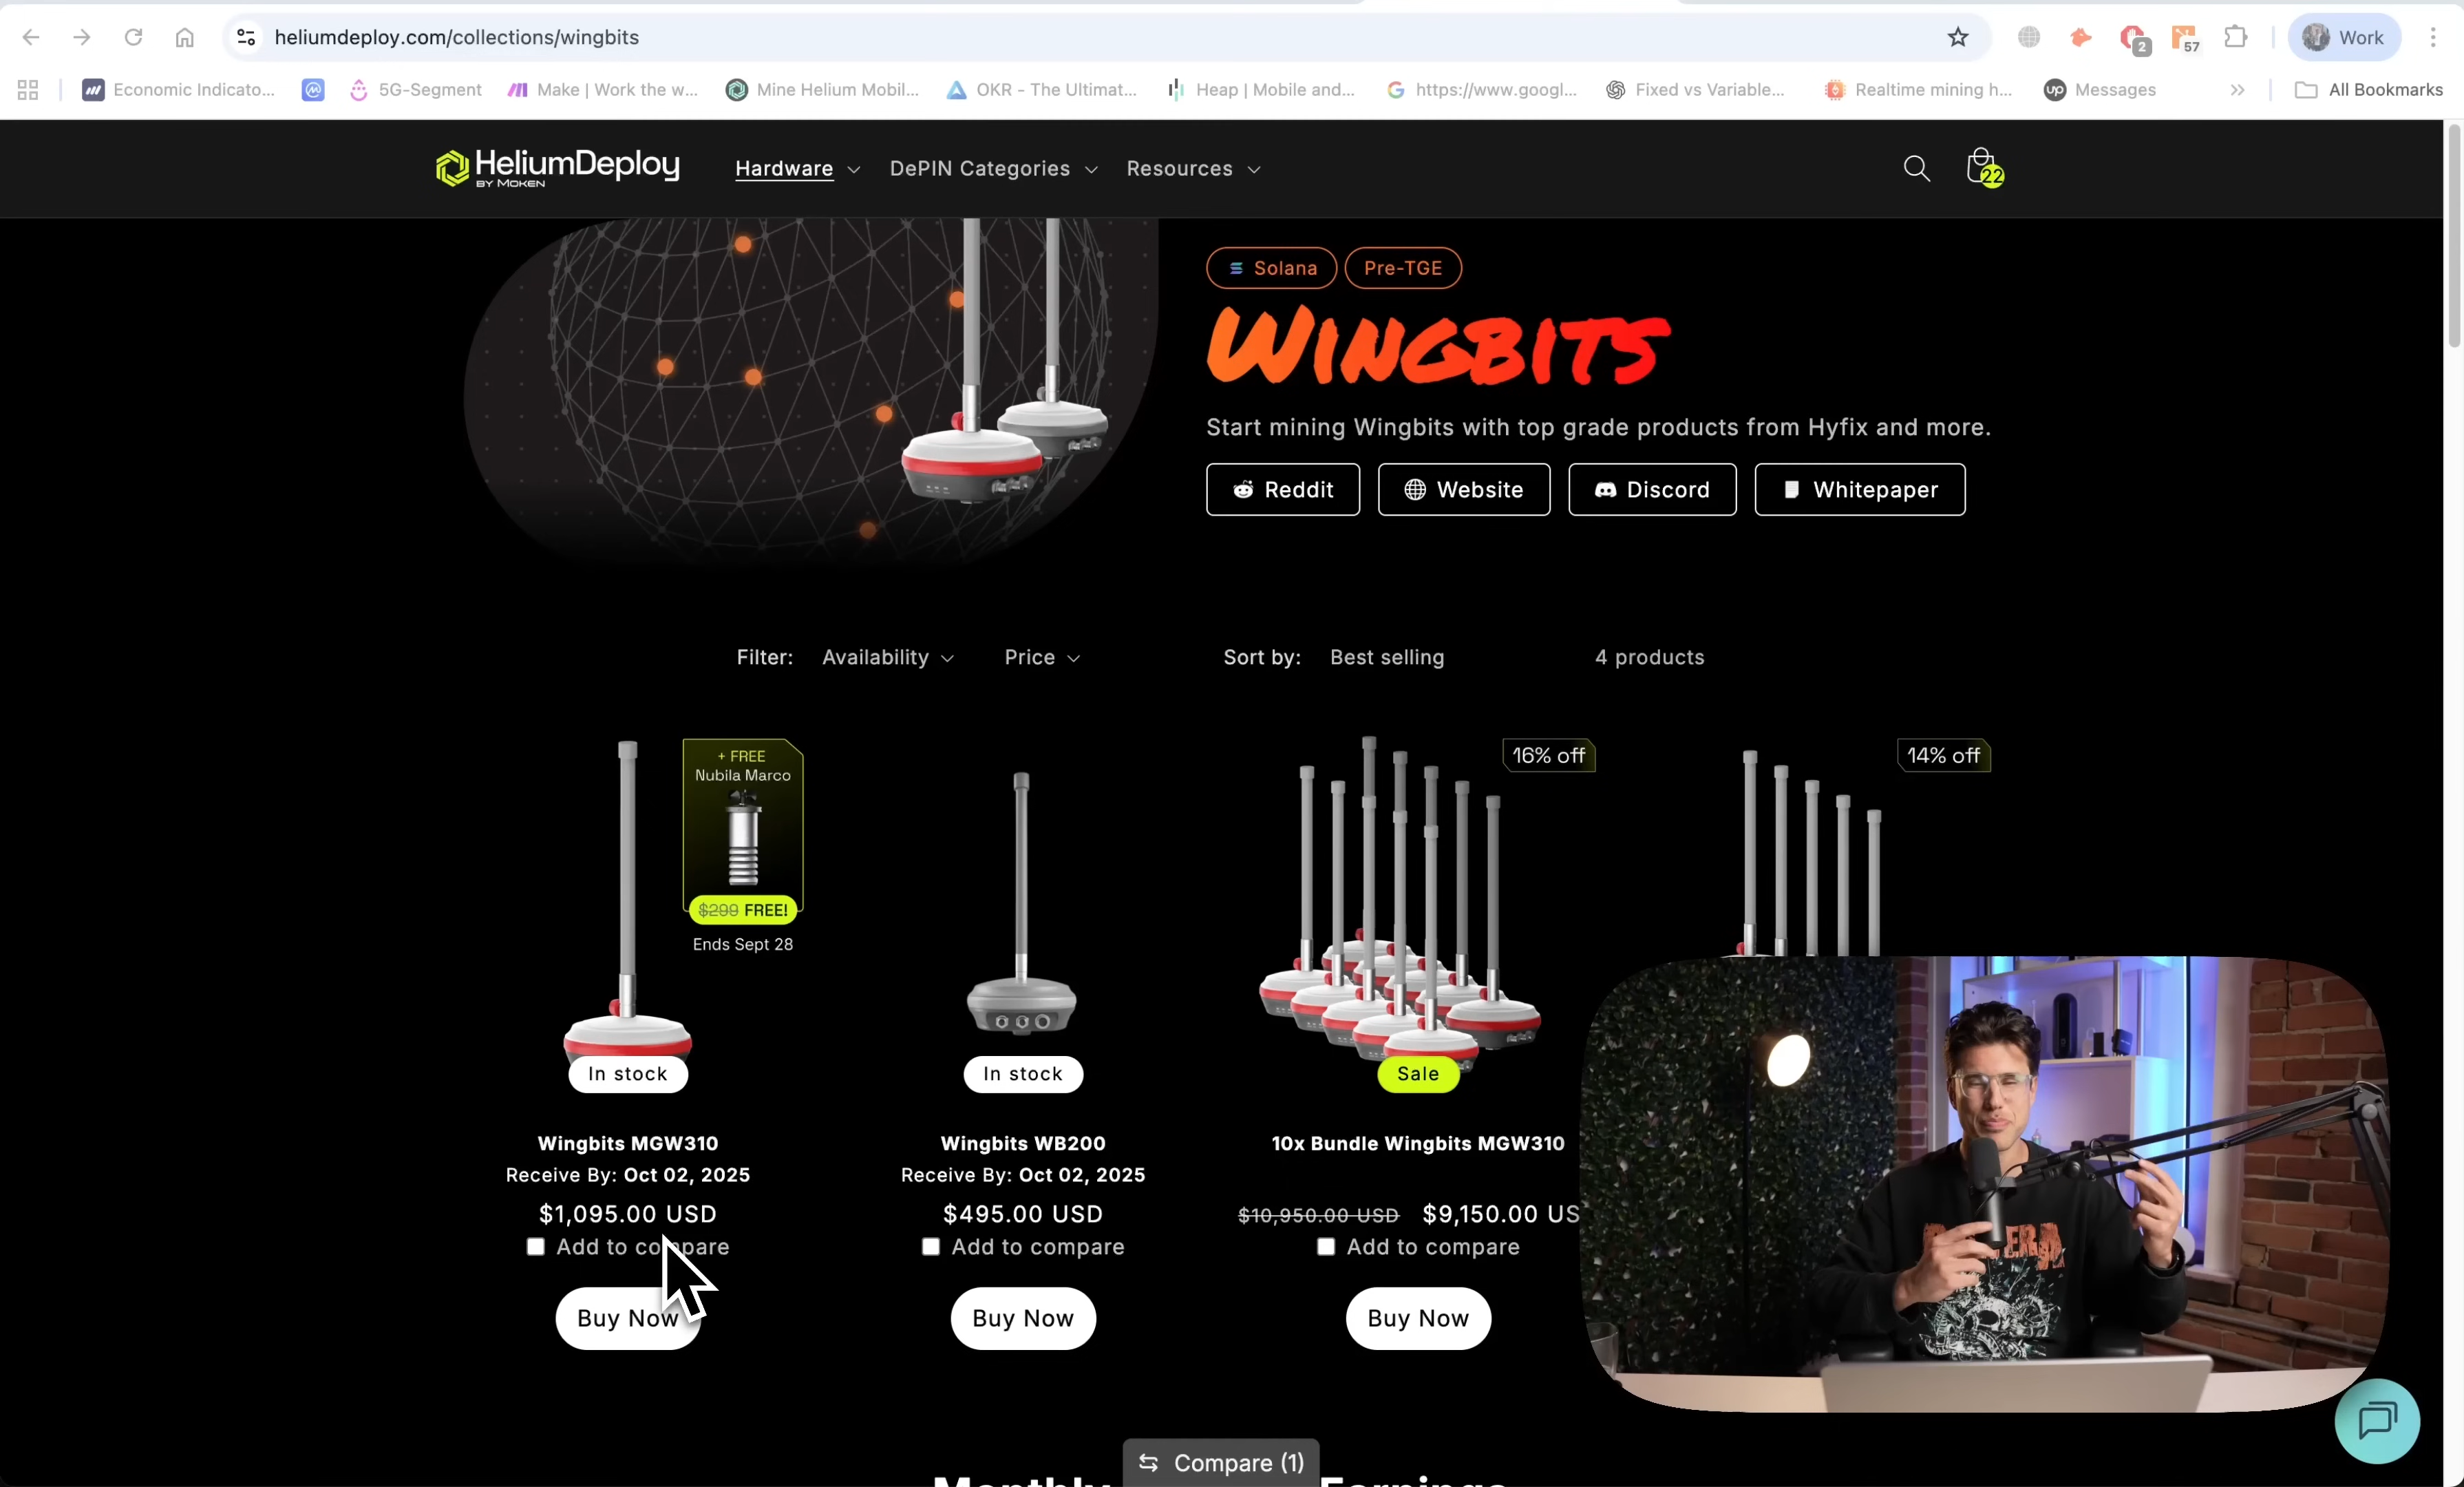 heliumdeploy.com/collections/wingbits
2
57
Work
Economic Indicato...
5G-Segment
Make | Work the w...
Mine Helium Mobil...
OKR - The Ultimat...
Heap | Mobile and...
https://www.googl...
Fixed vs Variable...
Realtime mining h...
up
Messages
All Bookmarks
HeliumDeploy
BY MOKEN
Hardware
DePIN Categories
Resources
22
Solana
Pre-TGE
WINGBITS
Start mining Wingbits with top grade products from Hyfix and more.
Reddit
Website
Discord
Whitepaper
Filter:
Availability
Price
Sort by:
Best selling
4 products
+ FREE
Nubila Marco
$299 FREE!
Ends Sept 28
16% off
14% off
In stock
In stock
Sale
Wingbits MGW310
Receive By: Oct 02, 2025
$1,095.00 USD
Add to compare
Buy Now
Wingbits WB200
Receive By: Oct 02, 2025
$495.00 USD
Add to compare
Buy Now
10x Bundle Wingbits MGW310
$10,950.00 USD $9,150.00 US
Add to compare
Buy Now
Compare (1)
Monthly
Earnings